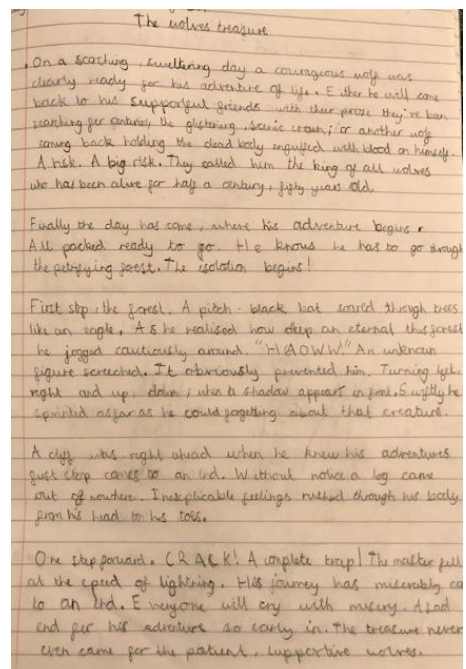 The wolves treasure
On a scaching, sweltering day a courageous wolf was
clearly ready for his adventure of life. Either he will come
back to his supportful friends with their prize they've ban
searching for centuries, the glistening, scenic crown; or another wolf
coming back holding the dead body engulfed with blood on himself.
A risk. A big risk. They called him the king of all wolves
who has been alive for half a century, fifty years old.
Finally the day has come, where his adventure begins.
All packed ready to go. He knows he has to go through
the petrifying forest. The isolation begins!
First stop, the forest. A pitch-black bat soared through trees
like an eagle. As he realised how deep an eternal this forest
he jogged cautiously around. "HAOWW." An unknown
figure screeched. It obviously prevented him. Turning left,
right and up, down; when a shadow appears in front. Swiftly he
sprinted as far as he could forgetting about that creature.
A cliff was right ahead when he knew his adventures
just stop comes to an end. Without notice a log came
out of nowhere. Inexplicable feelings rushed through his body
from his head to his toes.
One step forward. CRACK! A complete trap! The master fell
at the speed of lightning. His journey has miserably co
to an end. Everyone will cry with misery. A sad
end for his adventure so early in. The treasure never
even came for the patient, supportive wolves.